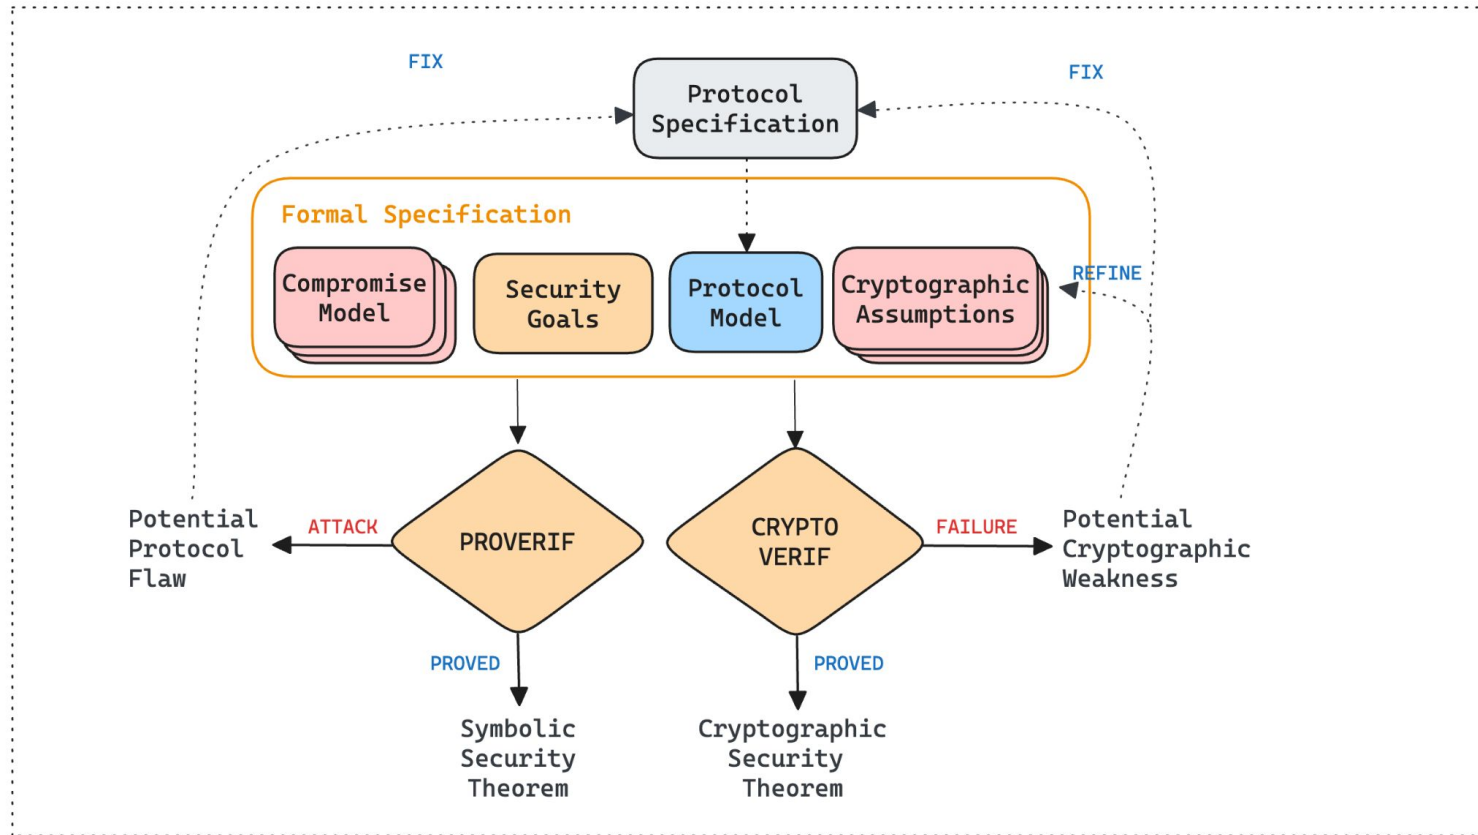 FIX
Protocol
Specification
FIX
Formal Specification
Compromise
Model
Security
Goals
Protocol
Model
Cryptographic
Assumptions
REFINE
Potential
Protocol
Flaw
ATTACK
PROVERIF
CRYPTO
VERIF
FAILURE
Potential
Cryptographic
Weakness
PROVED
PROVED
Symbolic
Security
Theorem
Cryptographic
Security
Theorem